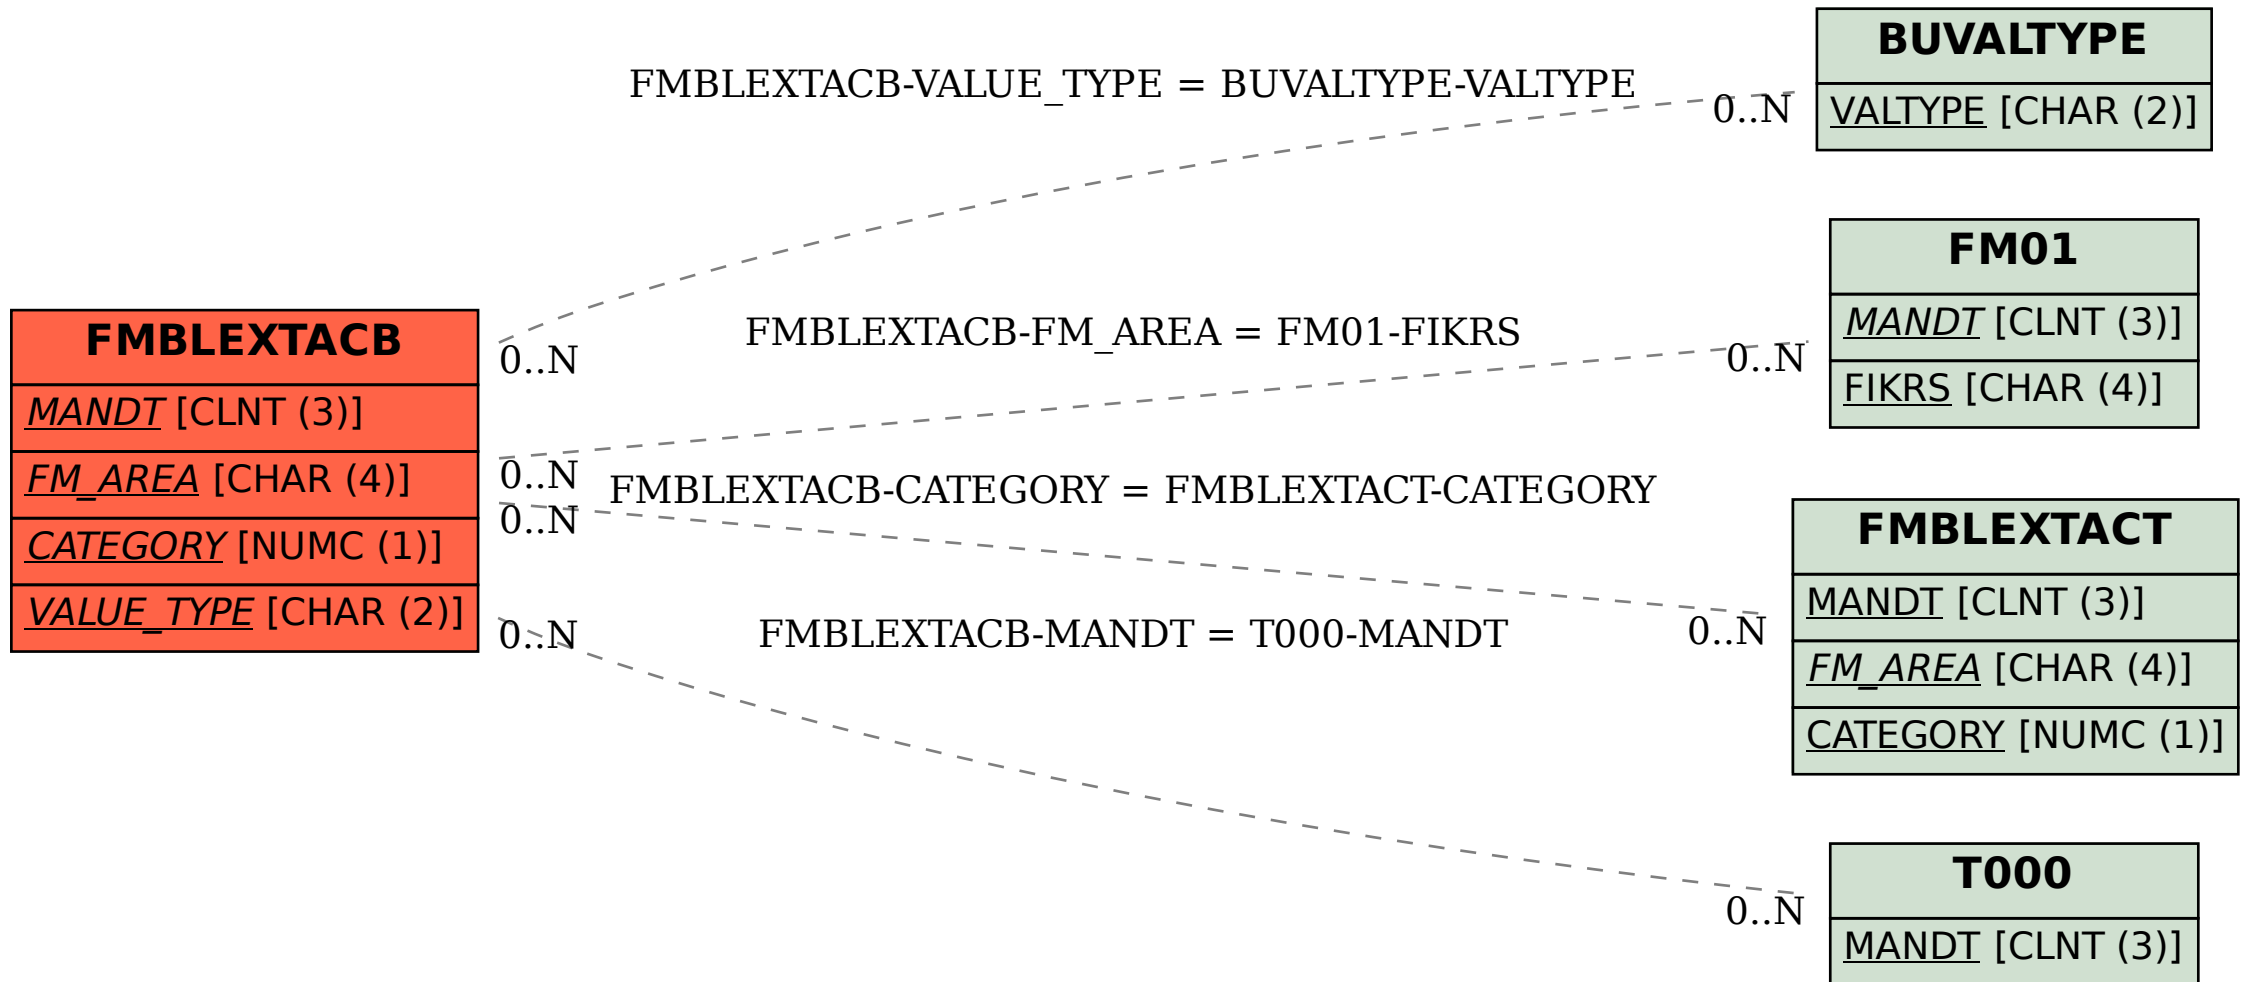 BUVALTYPE
VALTYPE [CHAR (2)]
FMBLEXTACB-VALUE_TYPE = BUVALTYPE-VALTYPE
0..N
0..N
FM01
MANDT [CLNT (3)]
FIKRS [CHAR (4)]
FMBLEXTACB-FM_AREA = FM01-FIKRS
0..N
0..N
FMBLEXTACB
MANDT [CLNT (3)]
FM_AREA [CHAR (4)]
CATEGORY [NUMC (1)]
VALUE_TYPE [CHAR (2)]
FMBLEXTACB-CATEGORY = FMBLEXTACT-CATEGORY
0..N
0..N
FMBLEXTACT
MANDT [CLNT (3)]
FM_AREA [CHAR (4)]
CATEGORY [NUMC (1)]
FMBLEXTACB-MANDT = T000-MANDT
0..N
0..N
T000
MANDT [CLNT (3)]